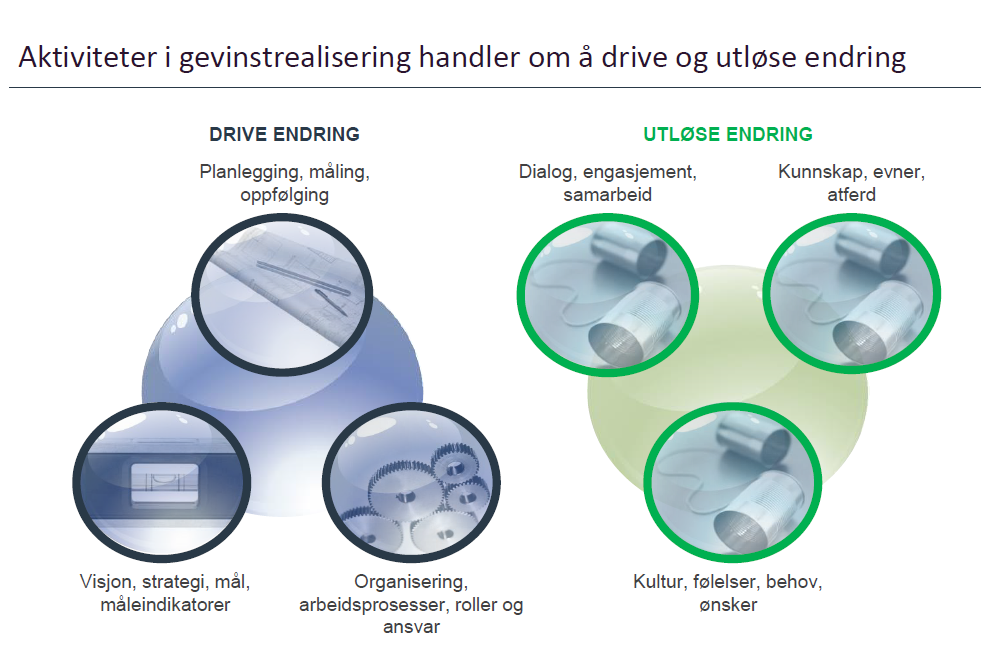 Aktiviteter i gevinstrealisering handler om å drive og utløse endring
DRIVE ENDRING
Planlegging, måling,
oppfølging
Visjon, strategi, mål,
måleindikatorer
Organisering,
arbeidsprosesser, roller og
ansvar
UTLØSE ENDRING
Dialog, engasjement,
samarbeid
Kunnskap, evner,
atferd
Kultur, følelser, behov,
ønsker